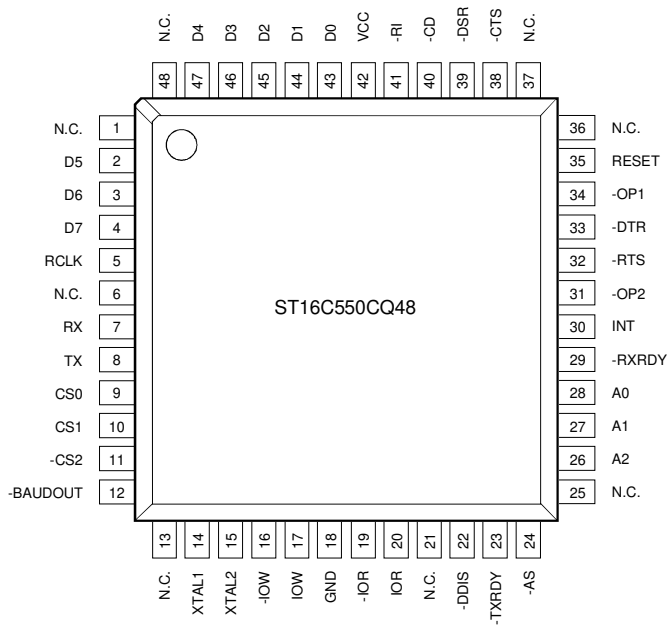 N.C. D4 D3 D2 D1 D0 VCC -RI -CD -DSR -CTS N.C.
48 47 46 45 44 43 42 41 40 39 38 37
N.C. 1 36 N.C.
D5 2 35 RESET
D6 3 34 -OP1
D7 4 33 -DTR
RCLK 5 32 -RTS
N.C. 6 31 -OP2
ST16C550CQ48
RX 7 30 INT
TX 8 29 -RXRDY
CS0 9 28 A0
CS1 10 27 A1
-CS2 11 26 A2
-BAUDOUT 12 25 N.C.
13 14 15 16 17 18 19 20 21 22 23 24
N.C. XTAL1 XTAL2 -IOW IOW GND -IOR IOR N.C. -DDIS -TXRDY -AS